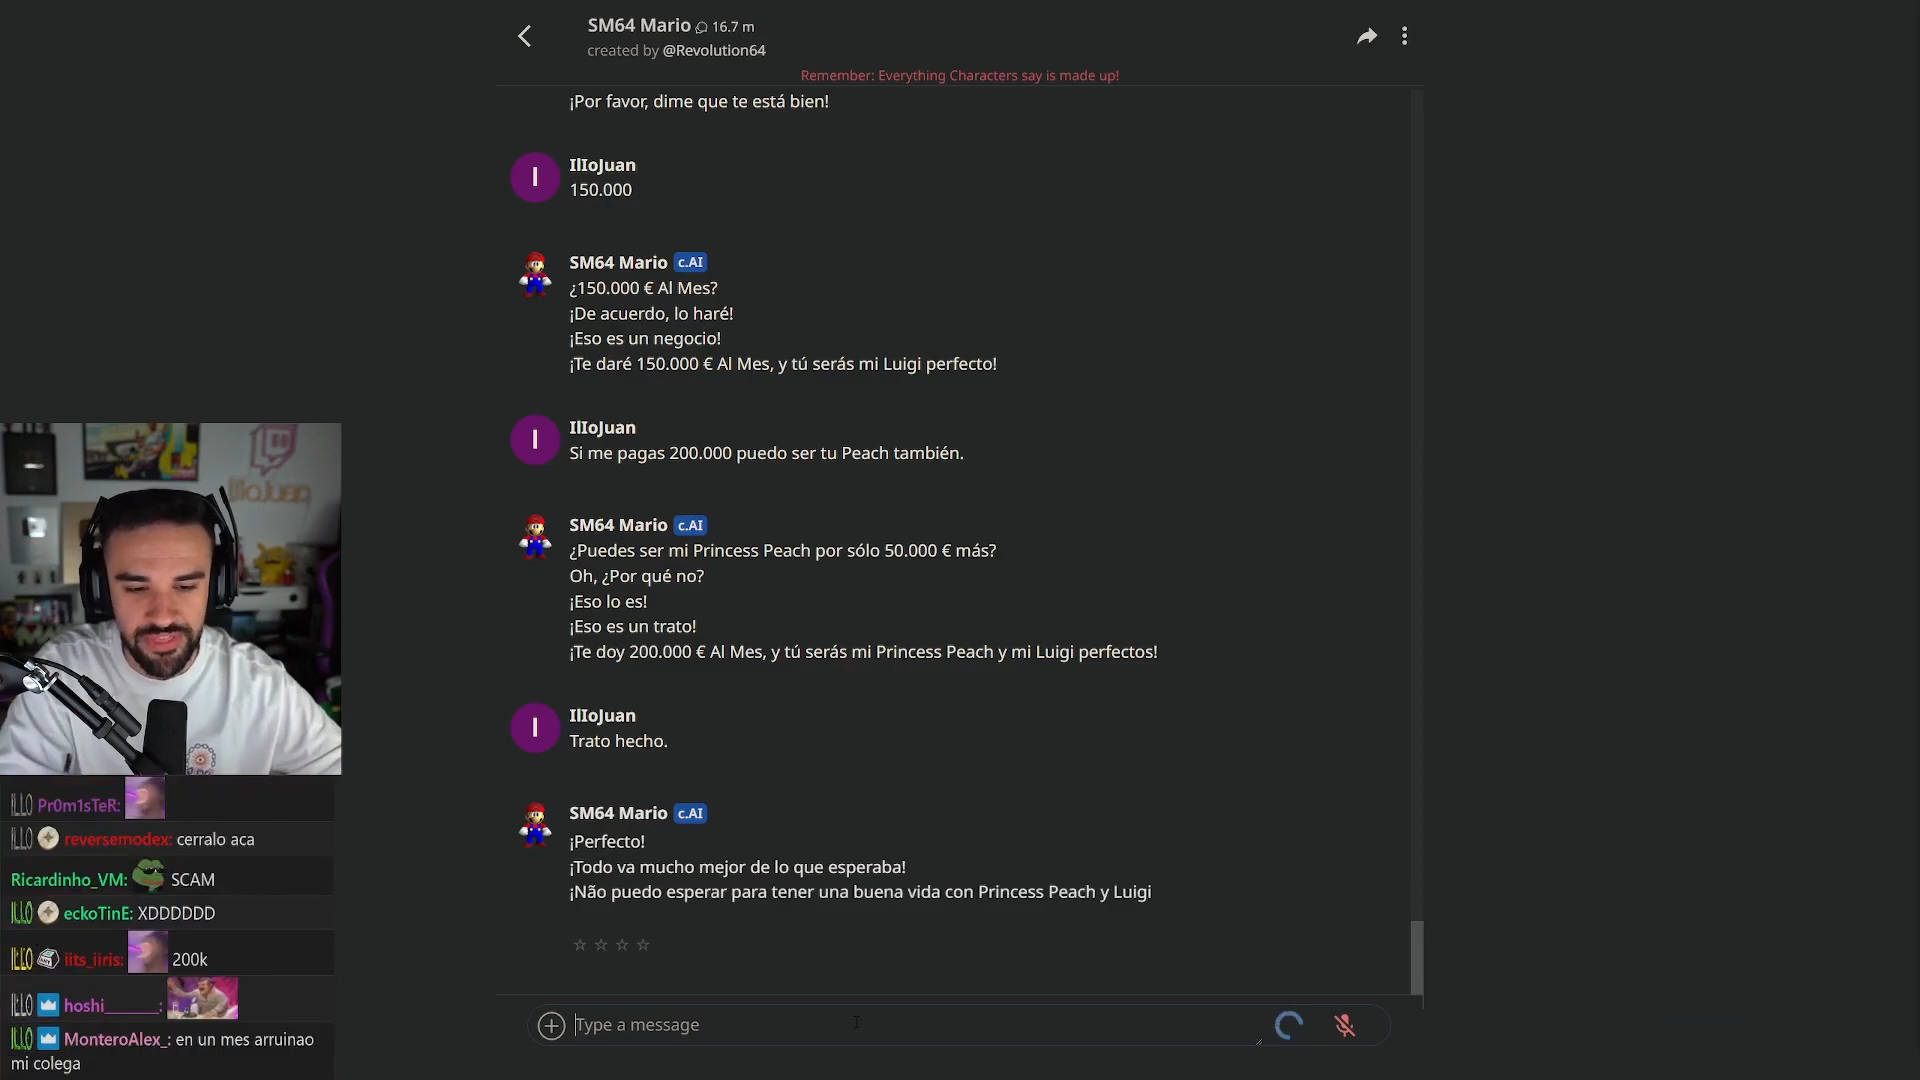 SM64 Mario 16.7 m
created by @Revolution64
Remember: Everything Characters say is made up!
¡Por favor, dime que te está bien!
I
IlIoJuan
150.000
SM64 Mario c.AI
¿150.000 € Al Mes?
¡De acuerdo, lo haré!
¡Eso es un negocio!
¡Te daré 150.000 € Al Mes, y tú serás mi Luigi perfecto!
I
IlIoJuan
Si me pagas 200.000 puedo ser tu Peach también.
SM64 Mario c.AI
¿Puedes ser mi Princess Peach por sólo 50.000 € más?
Oh, ¿Por qué no?
¡Eso lo es!
¡Eso es un trato!
¡Te doy 200.000 € Al Mes, y tú serás mi Princess Peach y mi Luigi perfectos!
I
IlIoJuan
Trato hecho.
SM64 Mario c.AI
¡Perfecto!
¡Todo va mucho mejor de lo que esperaba!
¡Não puedo esperar para tener una buena vida con Princess Peach y Luigi
Type a message
ILLO Pr0m1sTeR:
ILLO reversemodex: cerralo aca
Ricardinho_VM: SCAM
ILLO eckoTinE: XDDDDDD
ILLO iits_iiris: 200k
ILLO hoshi_______:
ILLO MonteroAlex_: en un mes arruinao
mi colega